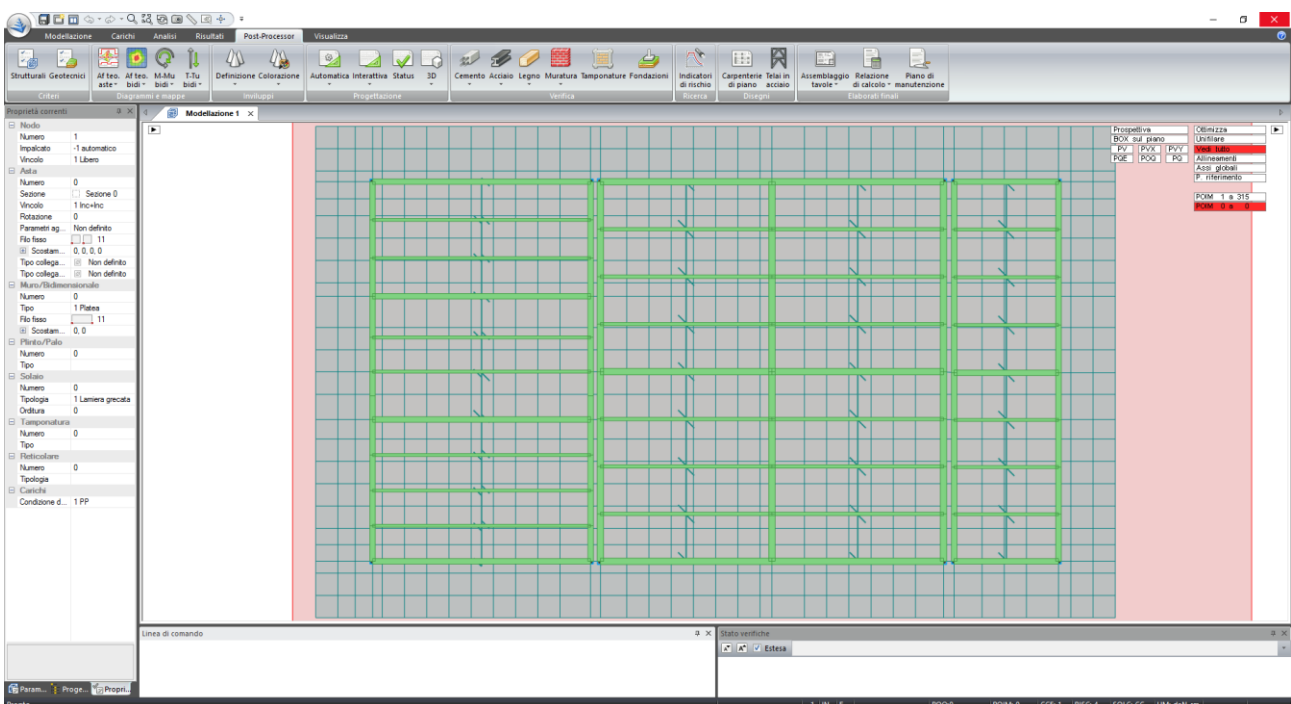 Modellazione Carichi Analisi Risultati Post-Processor Visualizza
Strutturali Geotecnici Af teo. aste Af teo. bidi M-Mu bidi T-Tu bidi Definizione Colorazione Automatica Interattiva Status 3D Cemento Acciaio Legno Muratura Tamponature Fondazioni Indicatori di rischio Carpenterie di piano Telai in acciaio Assemblaggio tavole Relazione di calcolo Piano di manutenzione
Criteri Diagrammi e mappe Inviluppi Progettazione Verifica Ricerca Disegni Elaborati finali
Proprietà correnti
Modellazione 1
Nodo
Numero 1
Impalcato -1 automatico
Vincolo 1 Libero
Asta
Numero 0
Sezione Sezione 0
Vincolo 1 Inc+Inc
Rotazione 0
Parametri ag... Non definito
Filo fisso 11
Scostam... 0, 0, 0, 0
Tipo collega... Non definito
Tipo collega... Non definito
Muro/Bidimensionale
Numero 0
Tipo 1 Platea
Filo fisso 11
Scostam... 0, 0
Plinto/Palo
Numero 0
Tipo
Solaio
Numero 0
Tipologia 1 Lamiera grecata
Orditura 0
Tamponatura
Numero 0
Tipo
Reticolare
Numero 0
Tipologia
Carichi
Condizione d... 1 PP
Prospettiva Ottimizza
BOX sul piano Unifilare
PV PVX PVY Vedi tutto
PQE POQ PQ Allineamenti
Assi globali
P. riferimento
POIM 1 a 315
POIM 0 a 0
Linea di comando
Stato verifiche
A A Estesa
Param... Proge... Propri...